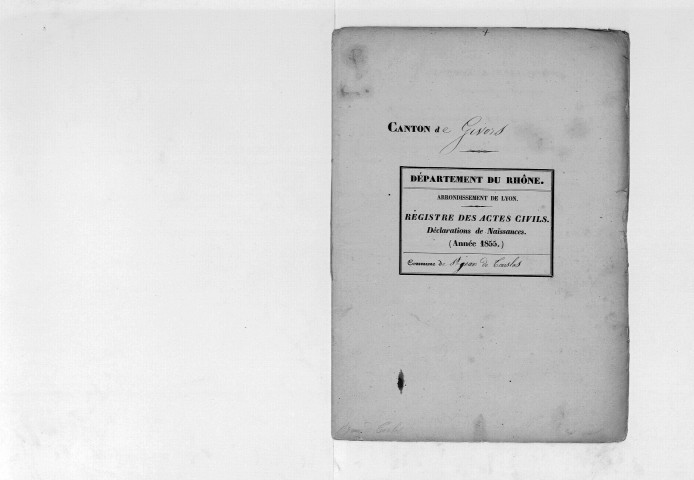 CANTON de Givors
DÉPARTEMENT DU RHÔNE.
ARRONDISSEMENT DE LYON.
REGISTRE DES ACTES CIVILS.
Déclarations de Naissances.
(Année 1855.)
Commune de St jean de Touslas